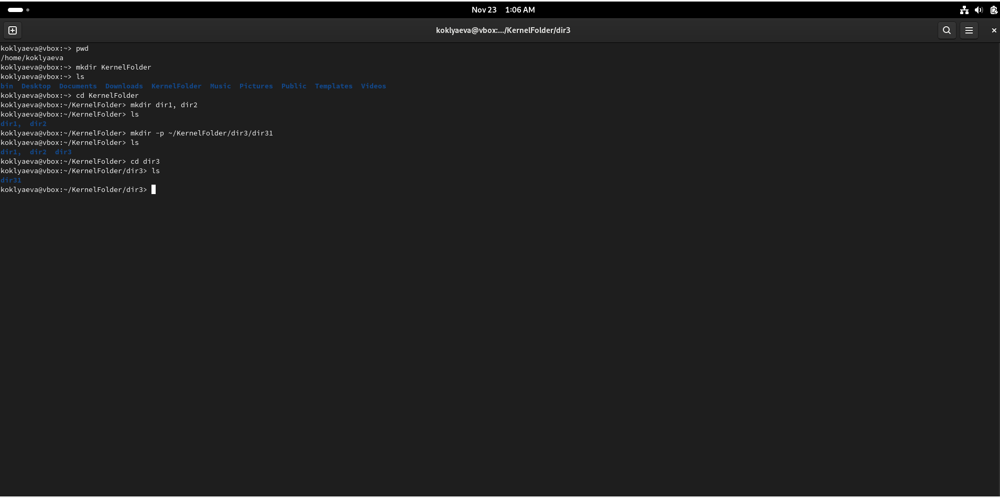 Nov 23 1:06 AM
koklyaeva@vbox:.../KernelFolder/dir3
koklyaeva@vbox:~> pwd
/home/koklyaeva
koklyaeva@vbox:~> mkdir KernelFolder
koklyaeva@vbox:~> ls
bin Desktop Documents Downloads KernelFolder Music Pictures Public Templates Videos
koklyaeva@vbox:~> cd KernelFolder
koklyaeva@vbox:~/KernelFolder> mkdir dir1, dir2
koklyaeva@vbox:~/KernelFolder> ls
dir1, dir2
koklyaeva@vbox:~/KernelFolder> mkdir -p ~/KernelFolder/dir3/dir31
koklyaeva@vbox:~/KernelFolder> ls
dir1, dir2 dir3
koklyaeva@vbox:~/KernelFolder> cd dir3
koklyaeva@vbox:~/KernelFolder/dir3> ls
dir31
koklyaeva@vbox:~/KernelFolder/dir3>